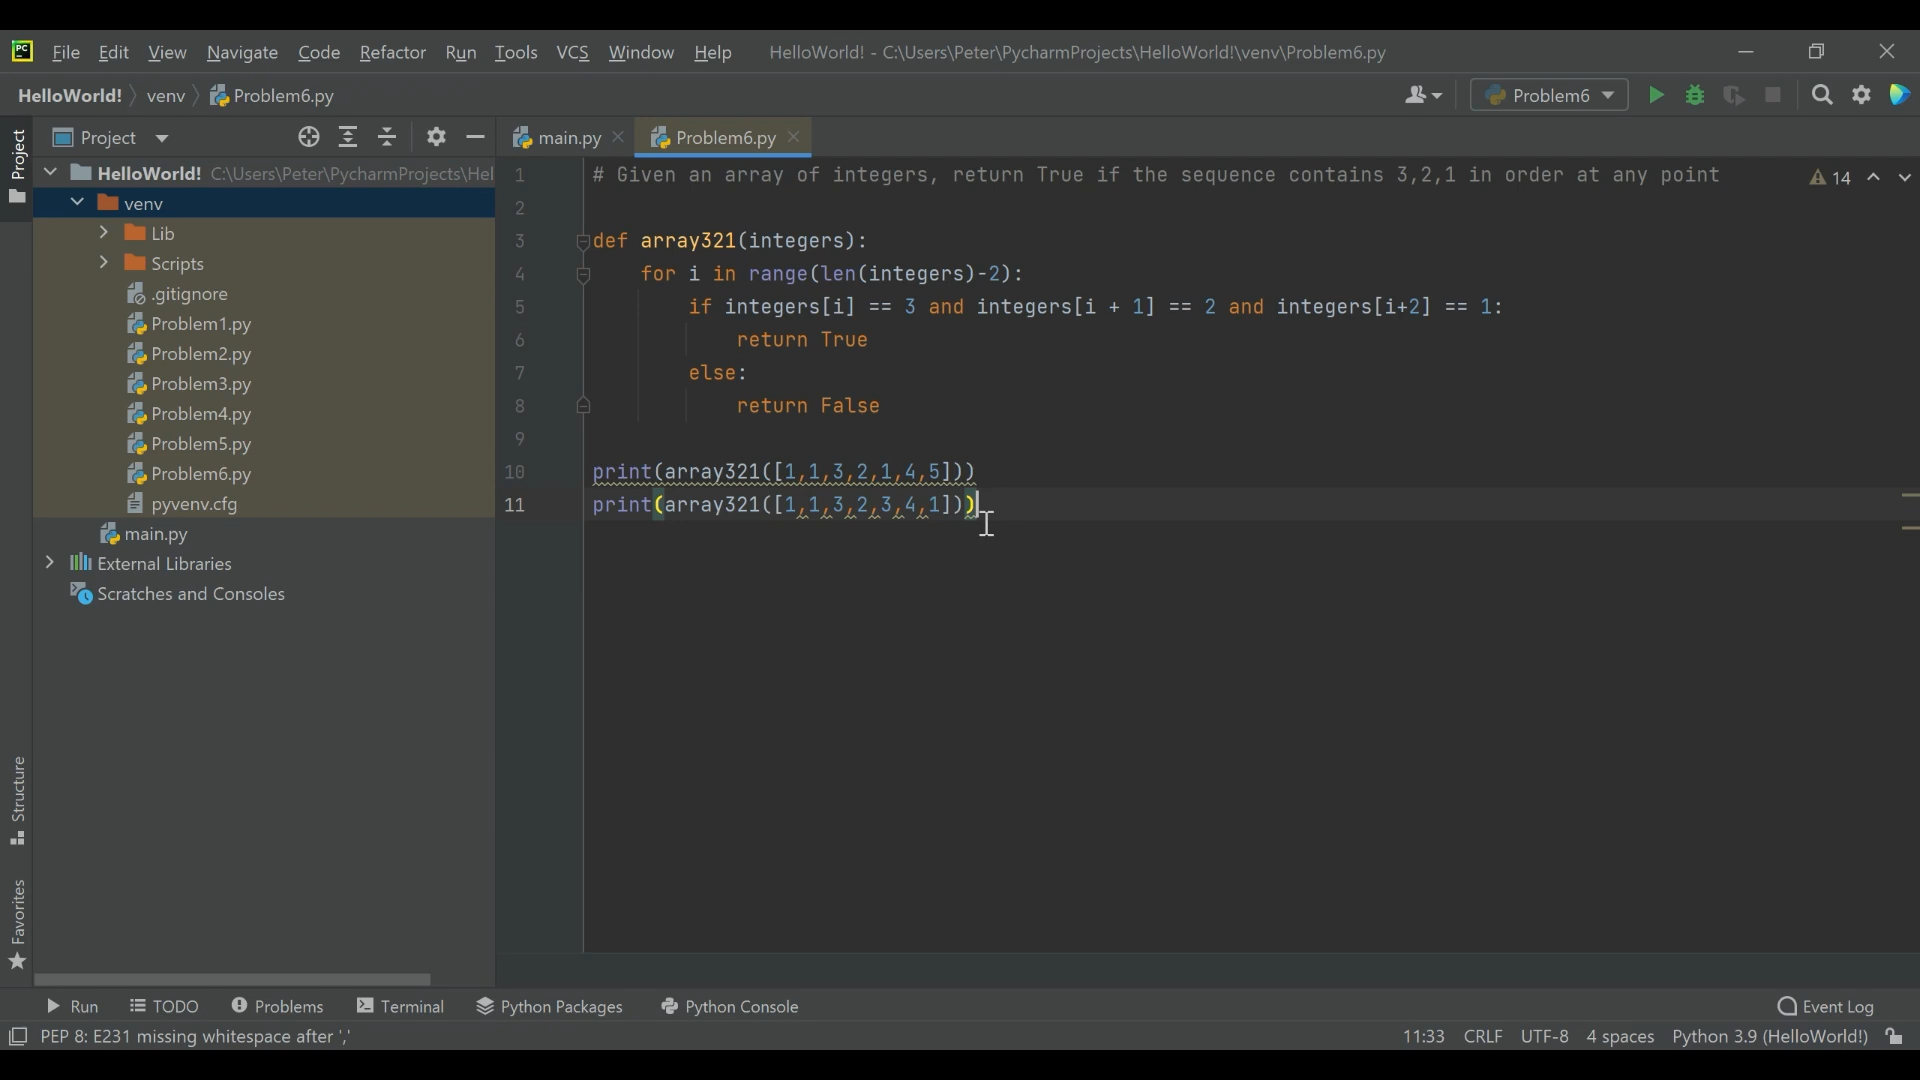 PC File Edit View Navigate Code Refactor Run Tools VCS Window Help HelloWorld! - C:\Users\Peter\PycharmProjects\HelloWorld!\venv\Problem6.py
HelloWorld! venv Problem6.py Problem6
Project main.py Problem6.py
Project
HelloWorld! C:\Users\Peter\PycharmProjects\Hel
venv
Lib
Scripts
.gitignore
Problem1.py
Problem2.py
Problem3.py
Problem4.py
Problem5.py
Problem6.py
pyvenv.cfg
main.py
External Libraries
Scratches and Consoles
Structure
Favorites
1 # Given an array of integers, return True if the sequence contains 3,2,1 in order at any point 14
2
3 def array321(integers):
4 for i in range(len(integers)-2):
5 if integers[i] == 3 and integers[i + 1] == 2 and integers[i+2] == 1:
6 return True
7 else:
8 return False
9
10 print(array321([1,1,3,2,1,4,5]))
11 print(array321([1,1,3,2,3,4,1]))
Run TODO Problems Terminal Python Packages Python Console Event Log
PEP 8: E231 missing whitespace after ',' 11:33 CRLF UTF-8 4 spaces Python 3.9 (HelloWorld!)